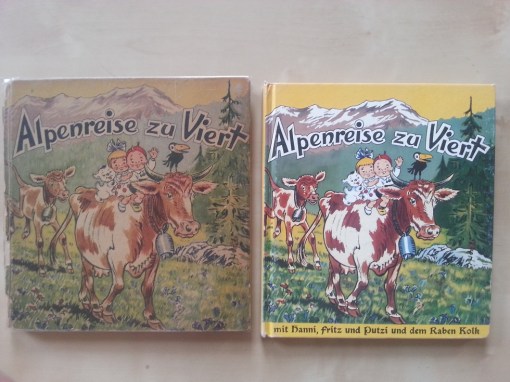 Alpenreise zu Viert
Alpenreise zu Viert
mit Hanni, Fritz und Putzi und dem Raben Kolk